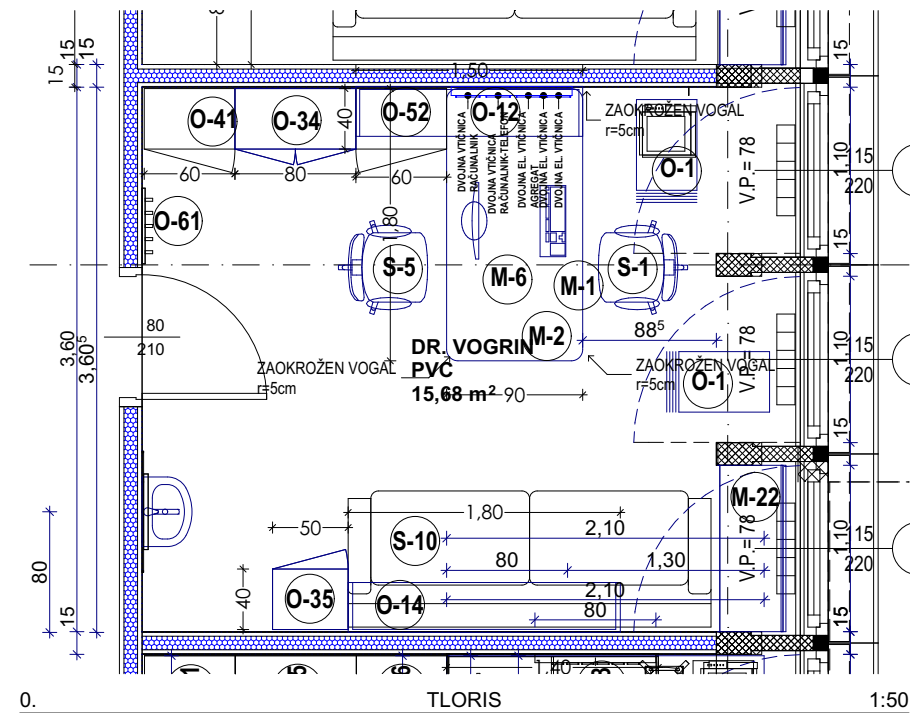 15
15
15
15
1,50
O-41
O-34
O-52
O-12
ZAOKROŽEN VOGAL
r=5cm
40
DVOJNA VTIČNICA
RAČUNALNIK
DVOJNA VTIČNICA
RAČUNALNIK-TELEFON
DVOJNA EL. VTIČNICA
AGREGAT
DVOJNA EL. VTIČNICA
DVOJNA EL. VTIČNICA
O-1
V.P.= 78
1,10
15
220
60
80
60
O-61
1,80
15
S-5
M-6
M-1
S-1
15
80
210
M-2
88⁵
3,60
3,60⁵
DR. VOGRIN
PVC
15,68 m²
90
ZAOKROŽEN VOGAL
r=5cm
ZAOKROŽEN VOGAL
r=5cm
O-1
V.P.= 78
1,10
15
220
15
M-22
1,80
50
2,10
S-10
80
1,30
V.P.= 78
1,10
15
220
80
40
O-35
O-14
2,10
80
15
15
40
0.
TLORIS
1:50